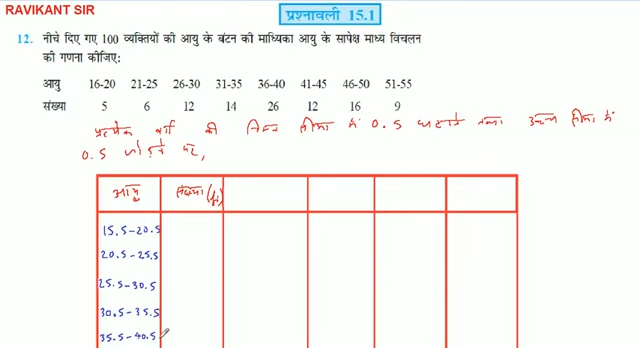 RAVIKANT SIR
प्रश्नावली 15.1
12. नीचे दिए गए 100 व्यक्तियों की आयु के बंटन की माध्यिका आयु के सापेक्ष माध्य विचलन
की गणना कीजिए:
आयु 16-20 21-25 26-30 31-35 36-40 41-45 46-50 51-55
संख्या 5 6 12 14 26 12 16 9
प्रत्येक वर्ग की निम्न सीमा में 0.5 घटाने तथा उच्च सीमा में
0.5 जोड़ने पर,
आयु संख्या (fi)
15.5-20.5
20.5-25.5
25.5-30.5
30.5-35.5
35.5-40.5